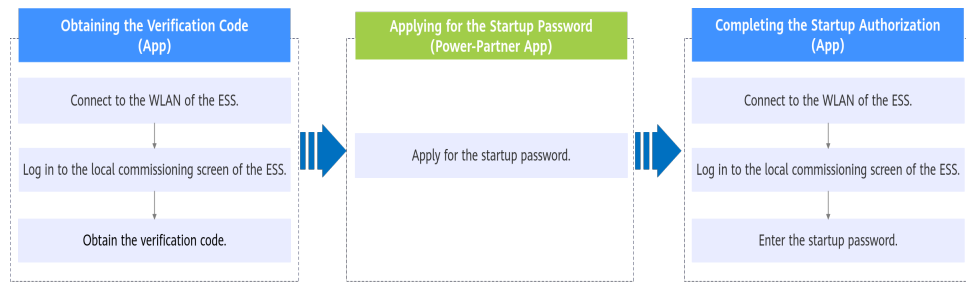 Obtaining the Verification Code
(App)
Connect to the WLAN of the ESS.
Log in to the local commissioning screen of the ESS.
Obtain the verification code.
Applying for the Startup Password
(Power-Partner App)
Apply for the startup password.
Completing the Startup Authorization
(App)
Connect to the WLAN of the ESS.
Log in to the local commissioning screen of the ESS.
Enter the startup password.